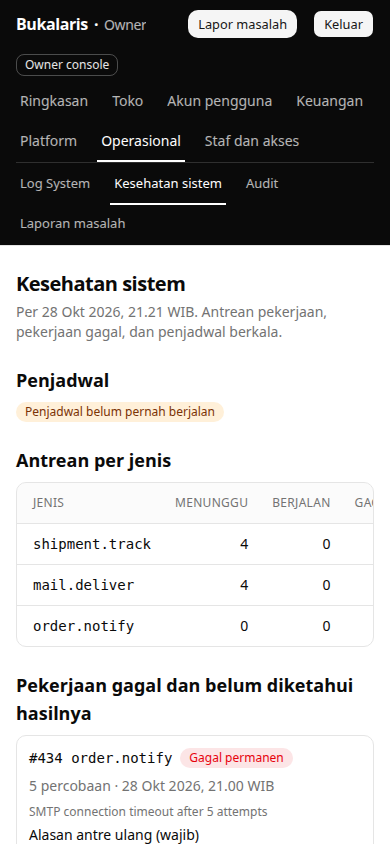 Bukalaris · Owner Lapor masalah Keluar
Owner console
Ringkasan Toko Akun pengguna Keuangan
Platform Operasional Staf dan akses
Log System Kesehatan sistem Audit
Laporan masalah
Kesehatan sistem
Per 28 Okt 2026, 21.21 WIB. Antrean pekerjaan,
pekerjaan gagal, dan penjadwal berkala.
Penjadwal
Penjadwal belum pernah berjalan
Antrean per jenis
JENIS MENUNGGU BERJALAN
shipment.track 4 0
mail.deliver 4 0
order.notify 0 0
Pekerjaan gagal dan belum diketahui
hasilnya
#434 order.notify Gagal permanen
5 percobaan · 28 Okt 2026, 21.00 WIB
SMTP connection timeout after 5 attempts
Alasan antre ulang (wajib)